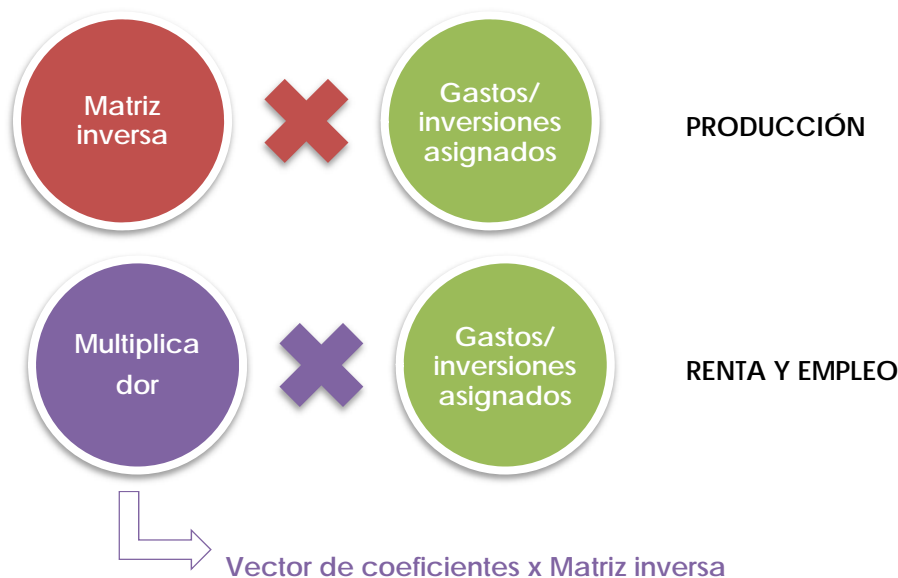 Matriz
inversa
Gastos/
inversiones
asignados
PRODUCCIÓN
Multiplica
dor
Gastos/
inversiones
asignados
RENTA Y EMPLEO
Vector de coeficientes x Matriz inversa